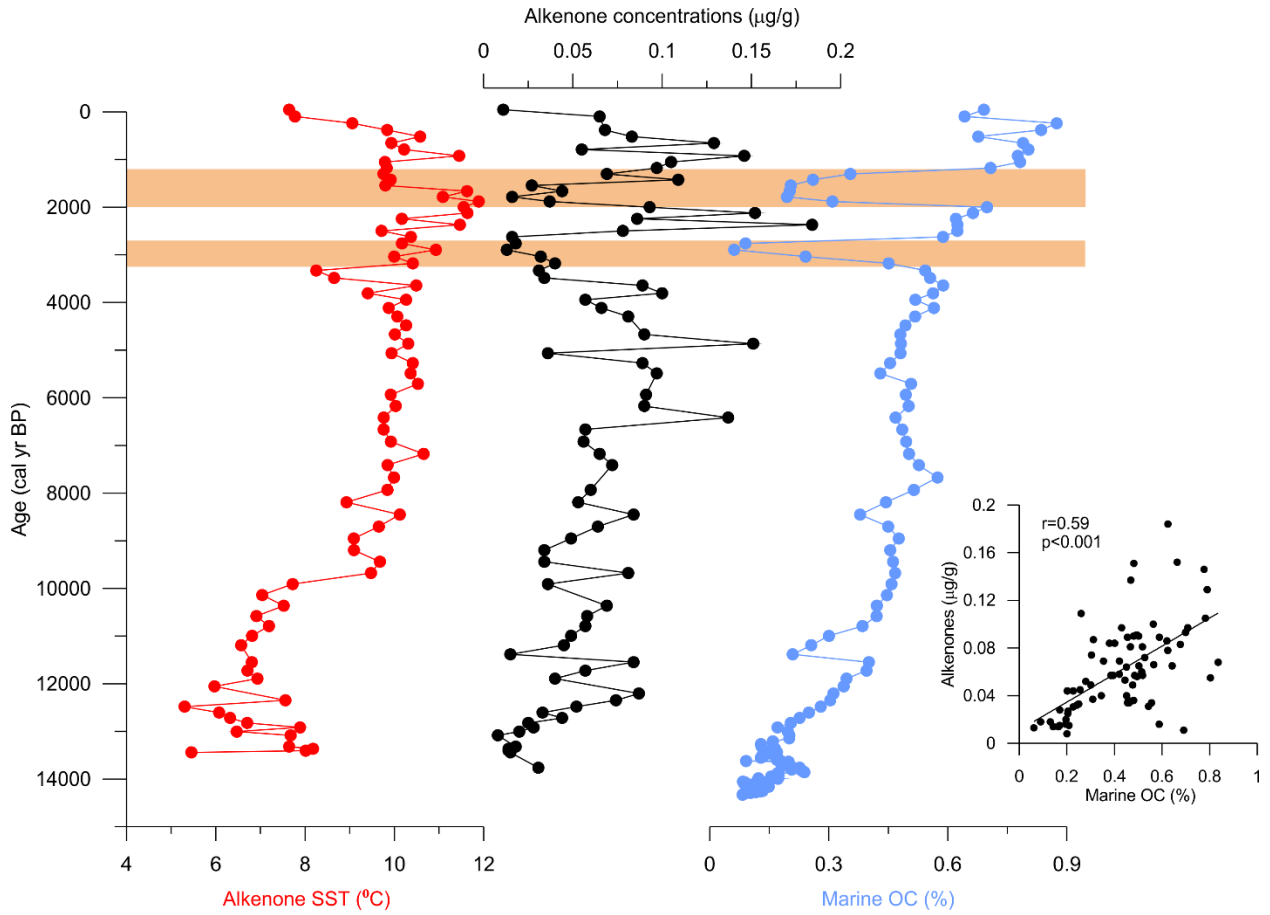 Alkenone concentrations (μg/g)
0 0.05 0.1 0.15 0.2
0
2000
4000
6000
8000
10000
12000
14000
Age (cal yr BP)
4 6 8 10 12
Alkenone SST (⁰C)
0 0.3 0.6 0.9
Marine OC (%)
r=0.59
p<0.001
0.2
0.16
0.12
0.08
0.04
0
Alkenones (μg/g)
0 0.2 0.4 0.6 0.8 1
Marine OC (%)